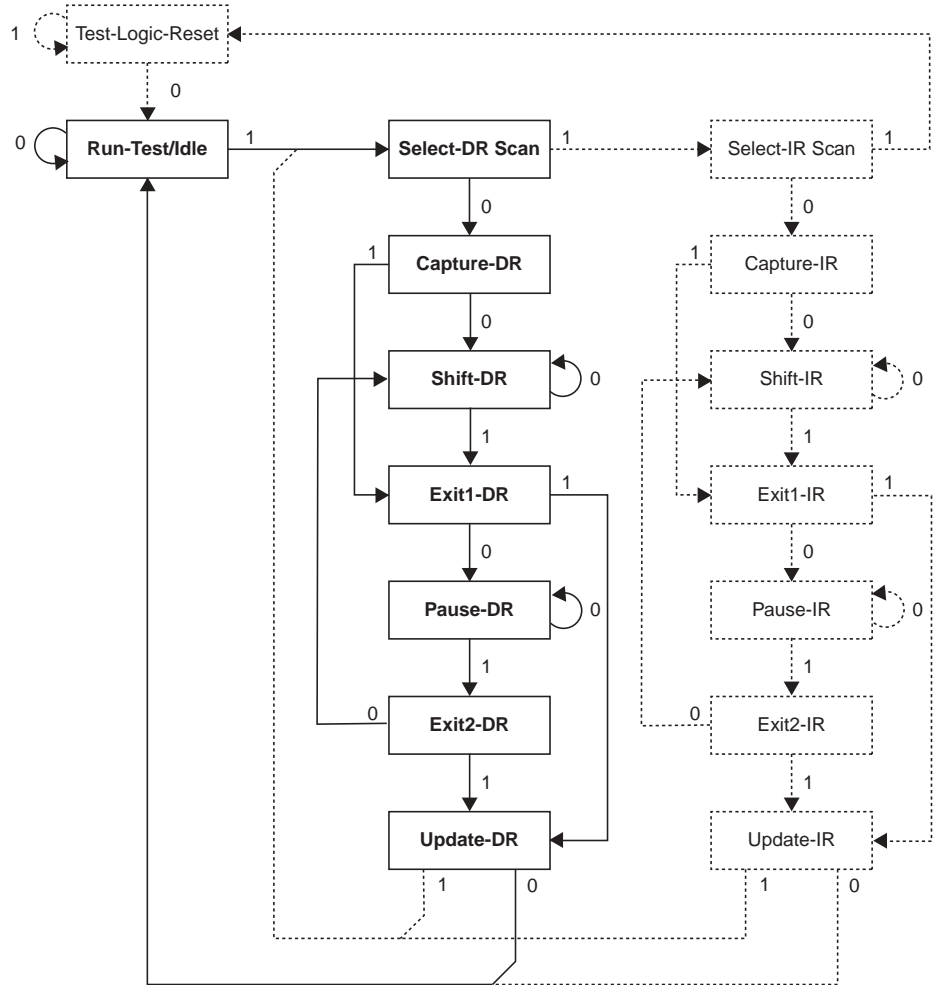 1 Test-Logic-Reset
0
0 Run-Test/Idle 1 Select-DR Scan 1 Select-IR Scan 1
0 0
1 Capture-DR 1 Capture-IR
0 0
Shift-DR 0 Shift-IR 0
1 1
Exit1-DR 1 Exit1-IR 1
0 0
Pause-DR 0 Pause-IR 0
1 1
0 Exit2-DR 0 Exit2-IR
1 1
Update-DR Update-IR
1 0 1 0